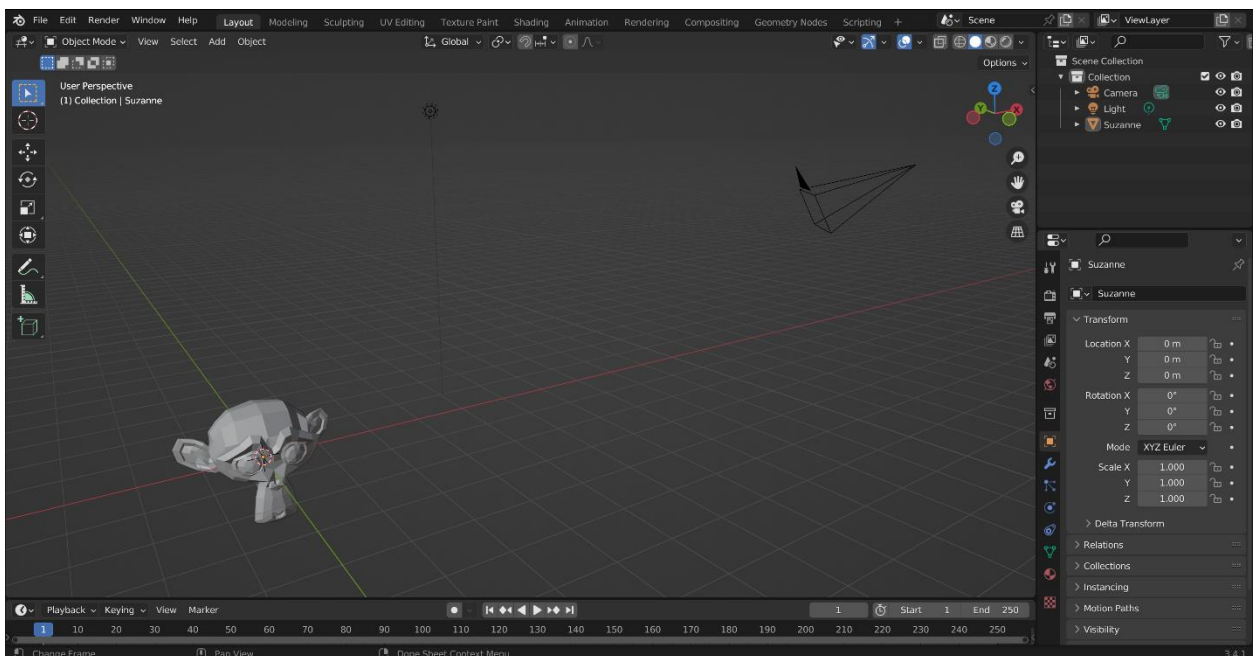 File Edit Render Window Help Layout Modeling Sculpting UV Editing Texture Paint Shading Animation Rendering Compositing Geometry Nodes Scripting + Scene ViewLayer
Object Mode View Select Add Object Global
Options
User Perspective
(1) Collection | Suzanne
Z
Y
X
Scene Collection
Collection
Camera
Light
Suzanne
Suzanne
Suzanne
Transform
Location X 0 m
Y 0 m
Z 0 m
Rotation X 0°
Y 0°
Z 0°
Mode XYZ Euler
Scale X 1.000
Y 1.000
Z 1.000
Delta Transform
Relations
Collections
Instancing
Motion Paths
Visibility
Playback Keying View Marker 1 Start 1 End 250
1 10 20 30 40 50 60 70 80 90 100 110 120 130 140 150 160 170 180 190 200 210 220 230 240 250
Change Frame Pan View Dope Sheet Context Menu 3.4.1